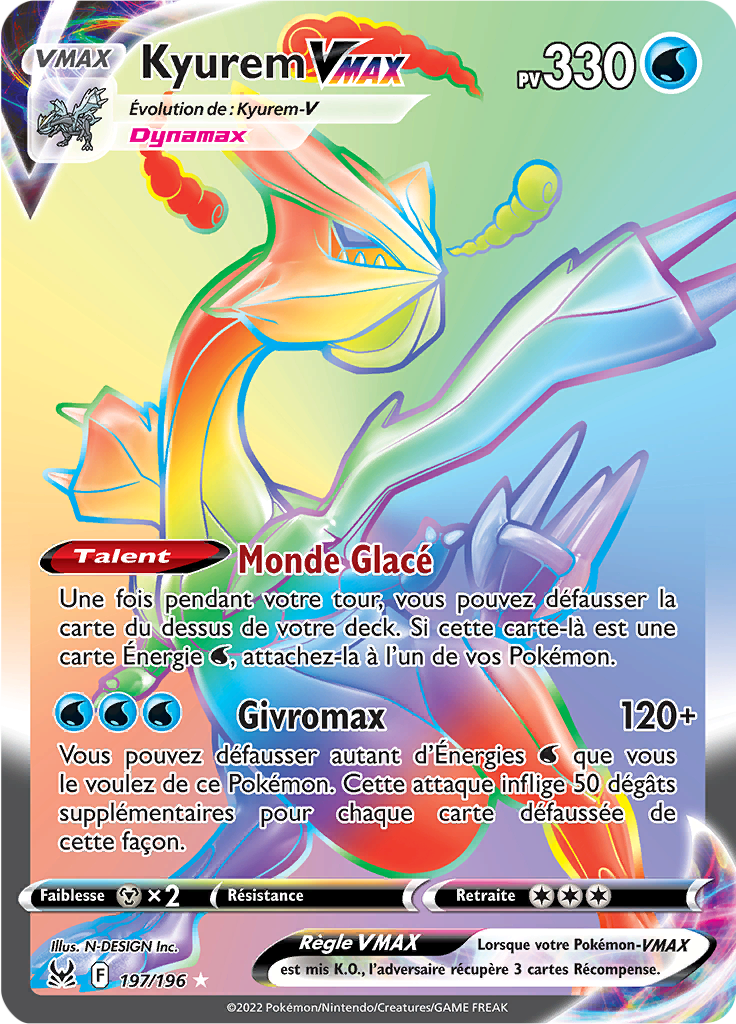 VMAX
Kyurem VMAX
PV 330
Évolution de : Kyurem-V
Dynamax
Talent Monde Glacé
Une fois pendant votre tour, vous pouvez défausser la
carte du dessus de votre deck. Si cette carte-là est une
carte Énergie , attachez-la à l'un de vos Pokémon.
Givromax 120+
Vous pouvez défausser autant d'Énergies que vous
le voulez de ce Pokémon. Cette attaque inflige 50 dégâts
supplémentaires pour chaque carte défaussée de
cette façon.
Faiblesse ×2 Résistance Retraite
Illus. N-DESIGN Inc.
Règle VMAX Lorsque votre Pokémon-VMAX
est mis K.O., l'adversaire récupère 3 cartes Récompense.
F 197/196
©2022 Pokémon/Nintendo/Creatures/GAME FREAK